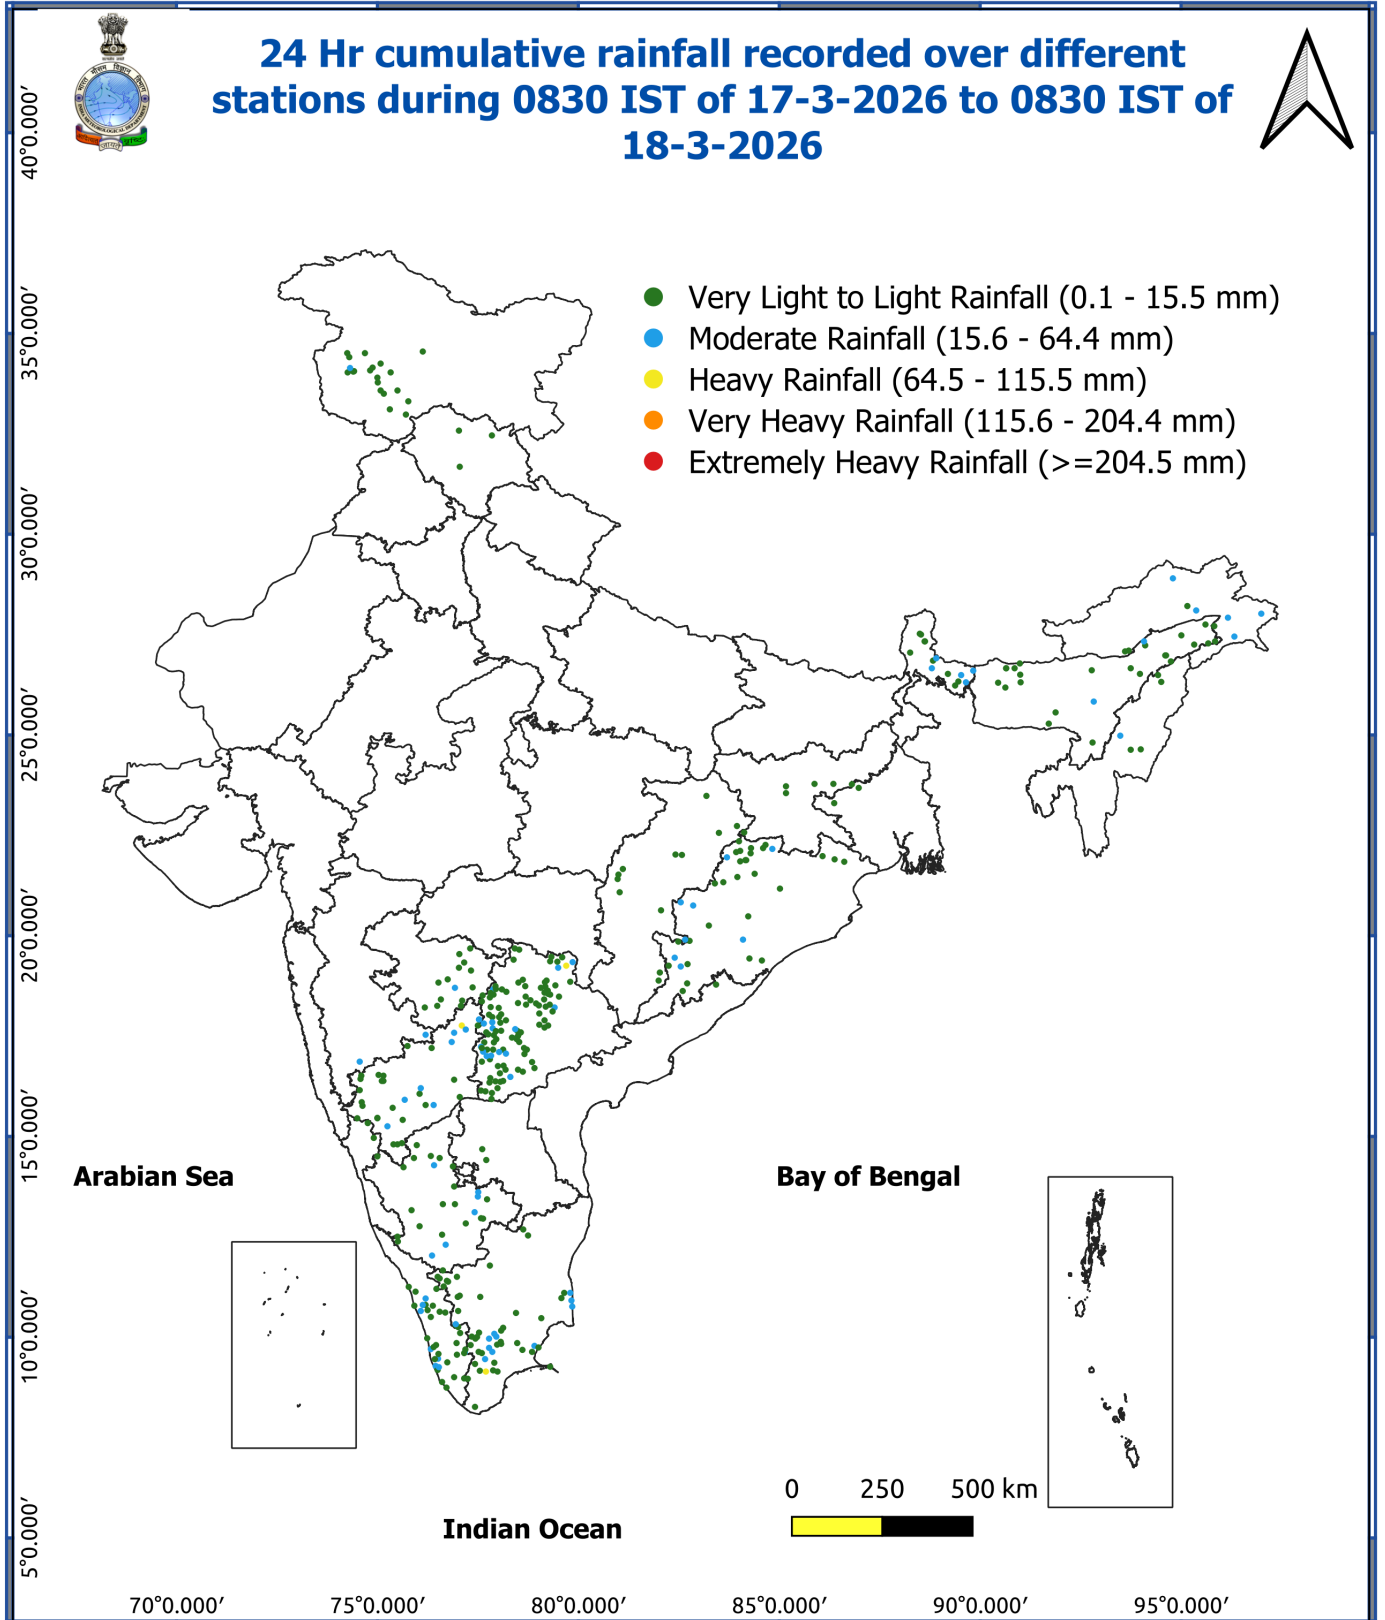 24 Hr cumulative rainfall recorded over different
stations during 0830 IST of 17-3-2026 to 0830 IST of
18-3-2026
40°0.000′
35°0.000′
30°0.000′
25°0.000′
20°0.000′
15°0.000′
10°0.000′
5°0.000′
Very Light to Light Rainfall (0.1 - 15.5 mm)
Moderate Rainfall (15.6 - 64.4 mm)
Heavy Rainfall (64.5 - 115.5 mm)
Very Heavy Rainfall (115.6 - 204.4 mm)
Extremely Heavy Rainfall (>=204.5 mm)
Arabian Sea
Bay of Bengal
0 250 500 km
Indian Ocean
70°0.000′ 75°0.000′ 80°0.000′ 85°0.000′ 90°0.000′ 95°0.000′